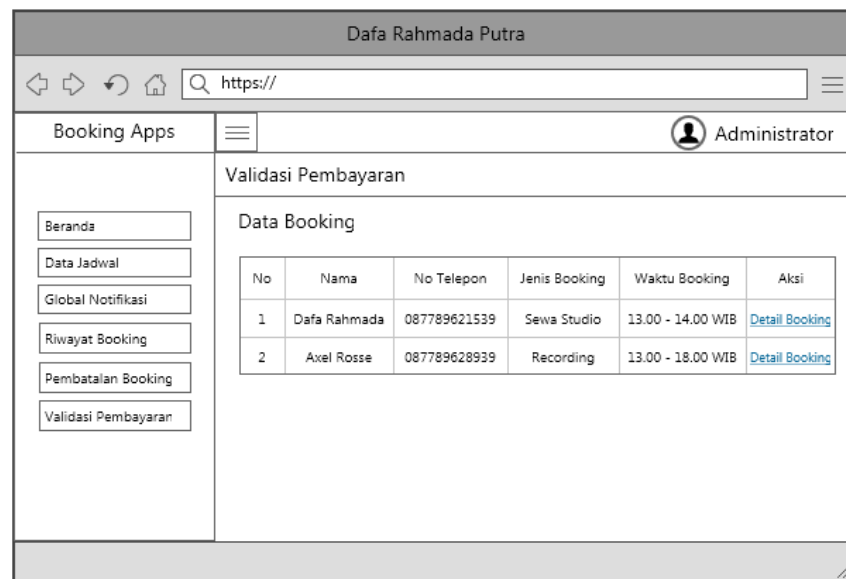 Dafa Rahmada Putra
https://
Booking Apps
Administrator
Validasi Pembayaran
Beranda
Data Jadwal
Global Notifikasi
Riwayat Booking
Pembatalan Booking
Validasi Pembayaran
Data Booking
No Nama No Telepon Jenis Booking Waktu Booking Aksi
1 Dafa Rahmada 087789621539 Sewa Studio 13.00 - 14.00 WIB Detail Booking
2 Axel Rosse 087789628939 Recording 13.00 - 18.00 WIB Detail Booking